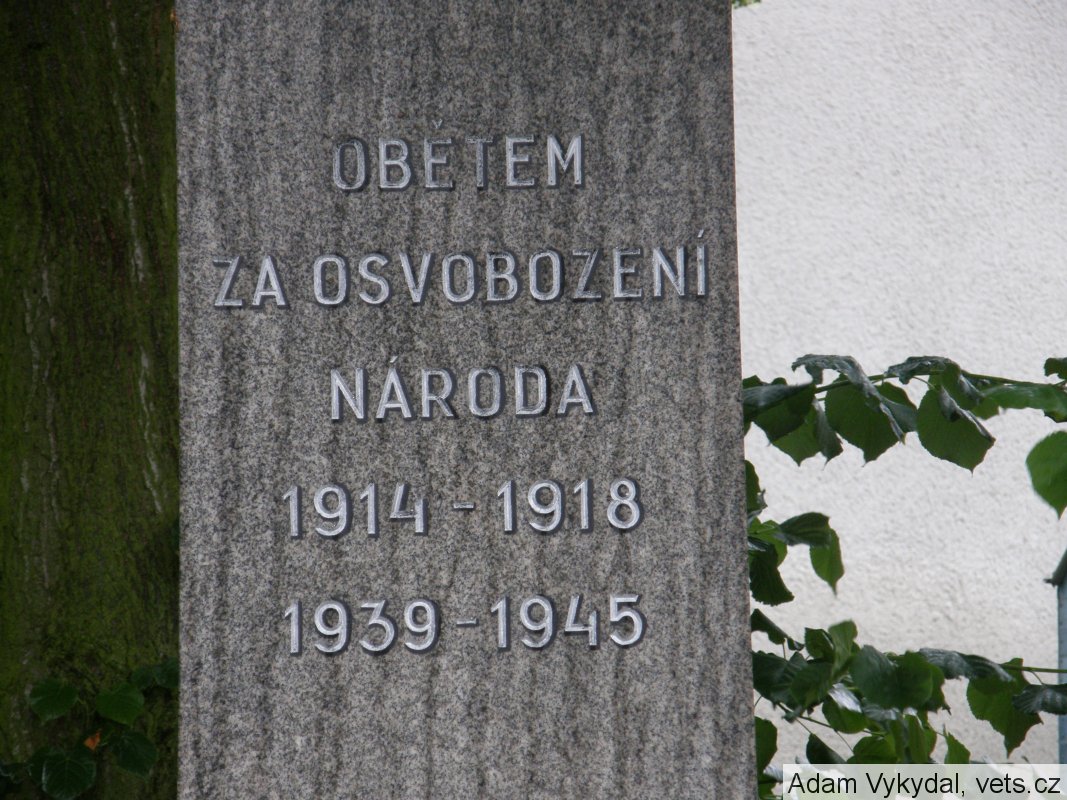 OBĚTEM
ZA OSVOBOZENÍ
NÁRODA
1914 - 1918
1939 - 1945
Adam Vykydal, vets.cz